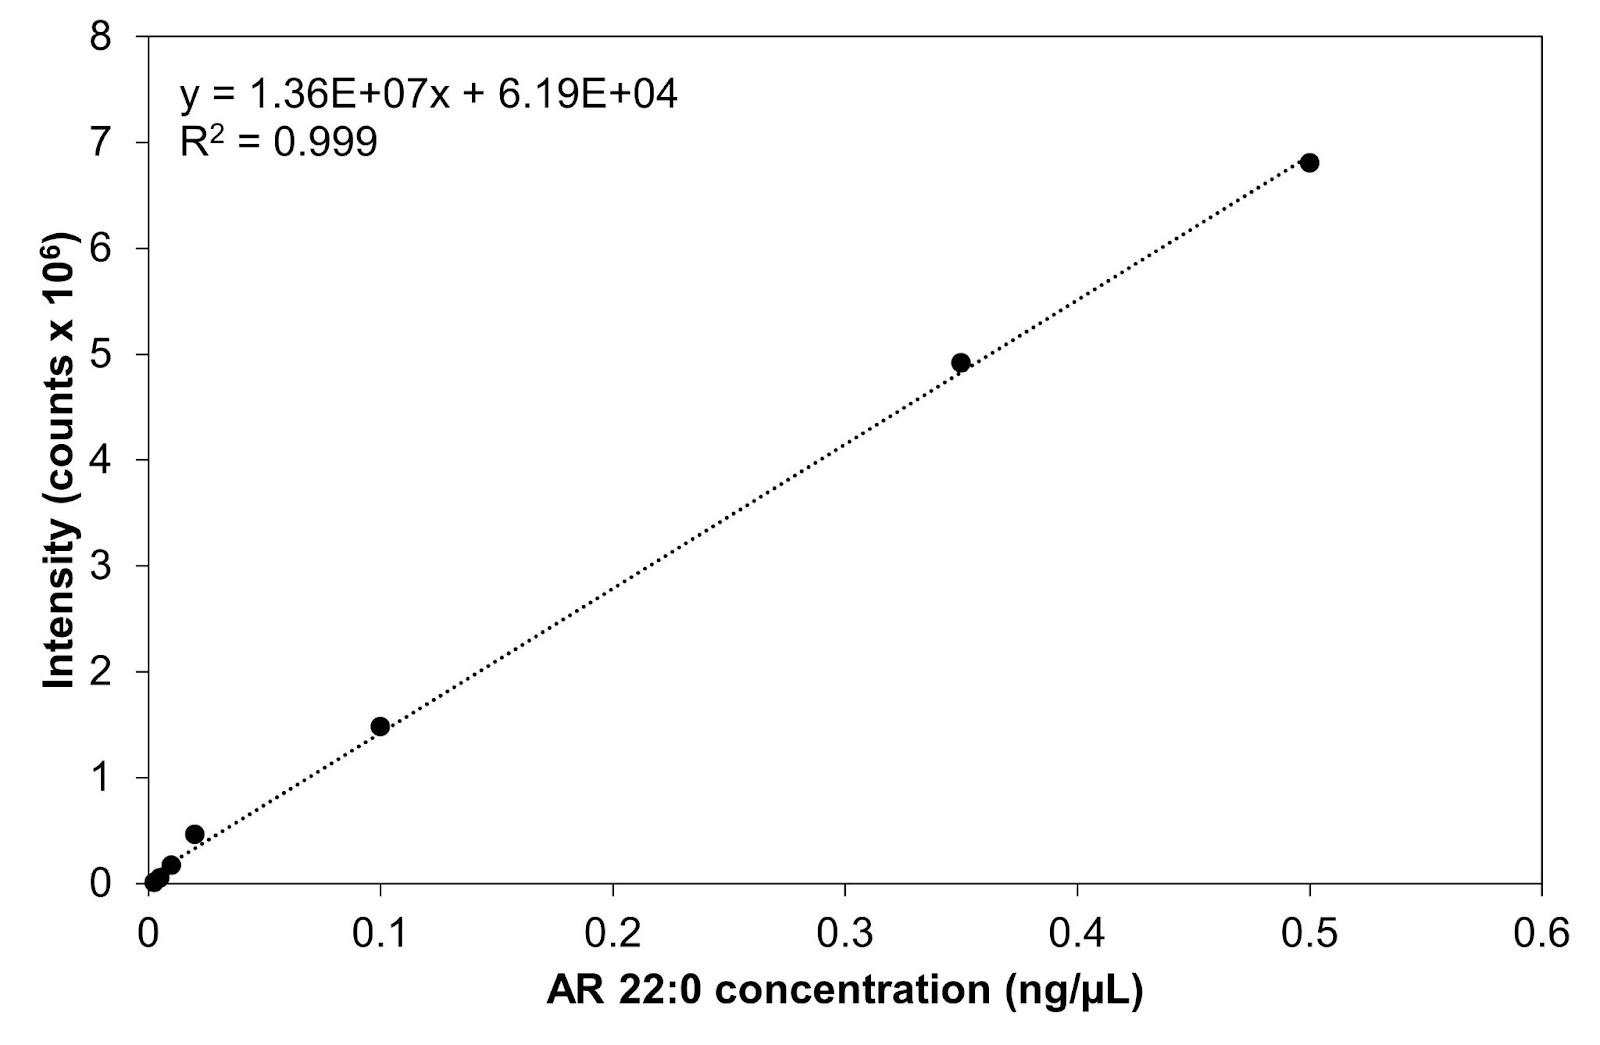 8
y = 1.36E+07x + 6.19E+04
R² = 0.999
7
6
5
4
3
2
1
0
Intensity (counts x 10⁶)
0 0.1 0.2 0.3 0.4 0.5 0.6
AR 22:0 concentration (ng/µL)